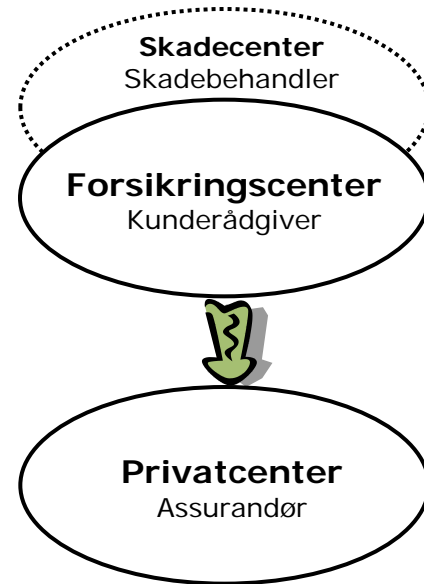 Skadecenter
Skadebehandler
Forsikringscenter
Kunderådgiver
Privatcenter
Assurandør